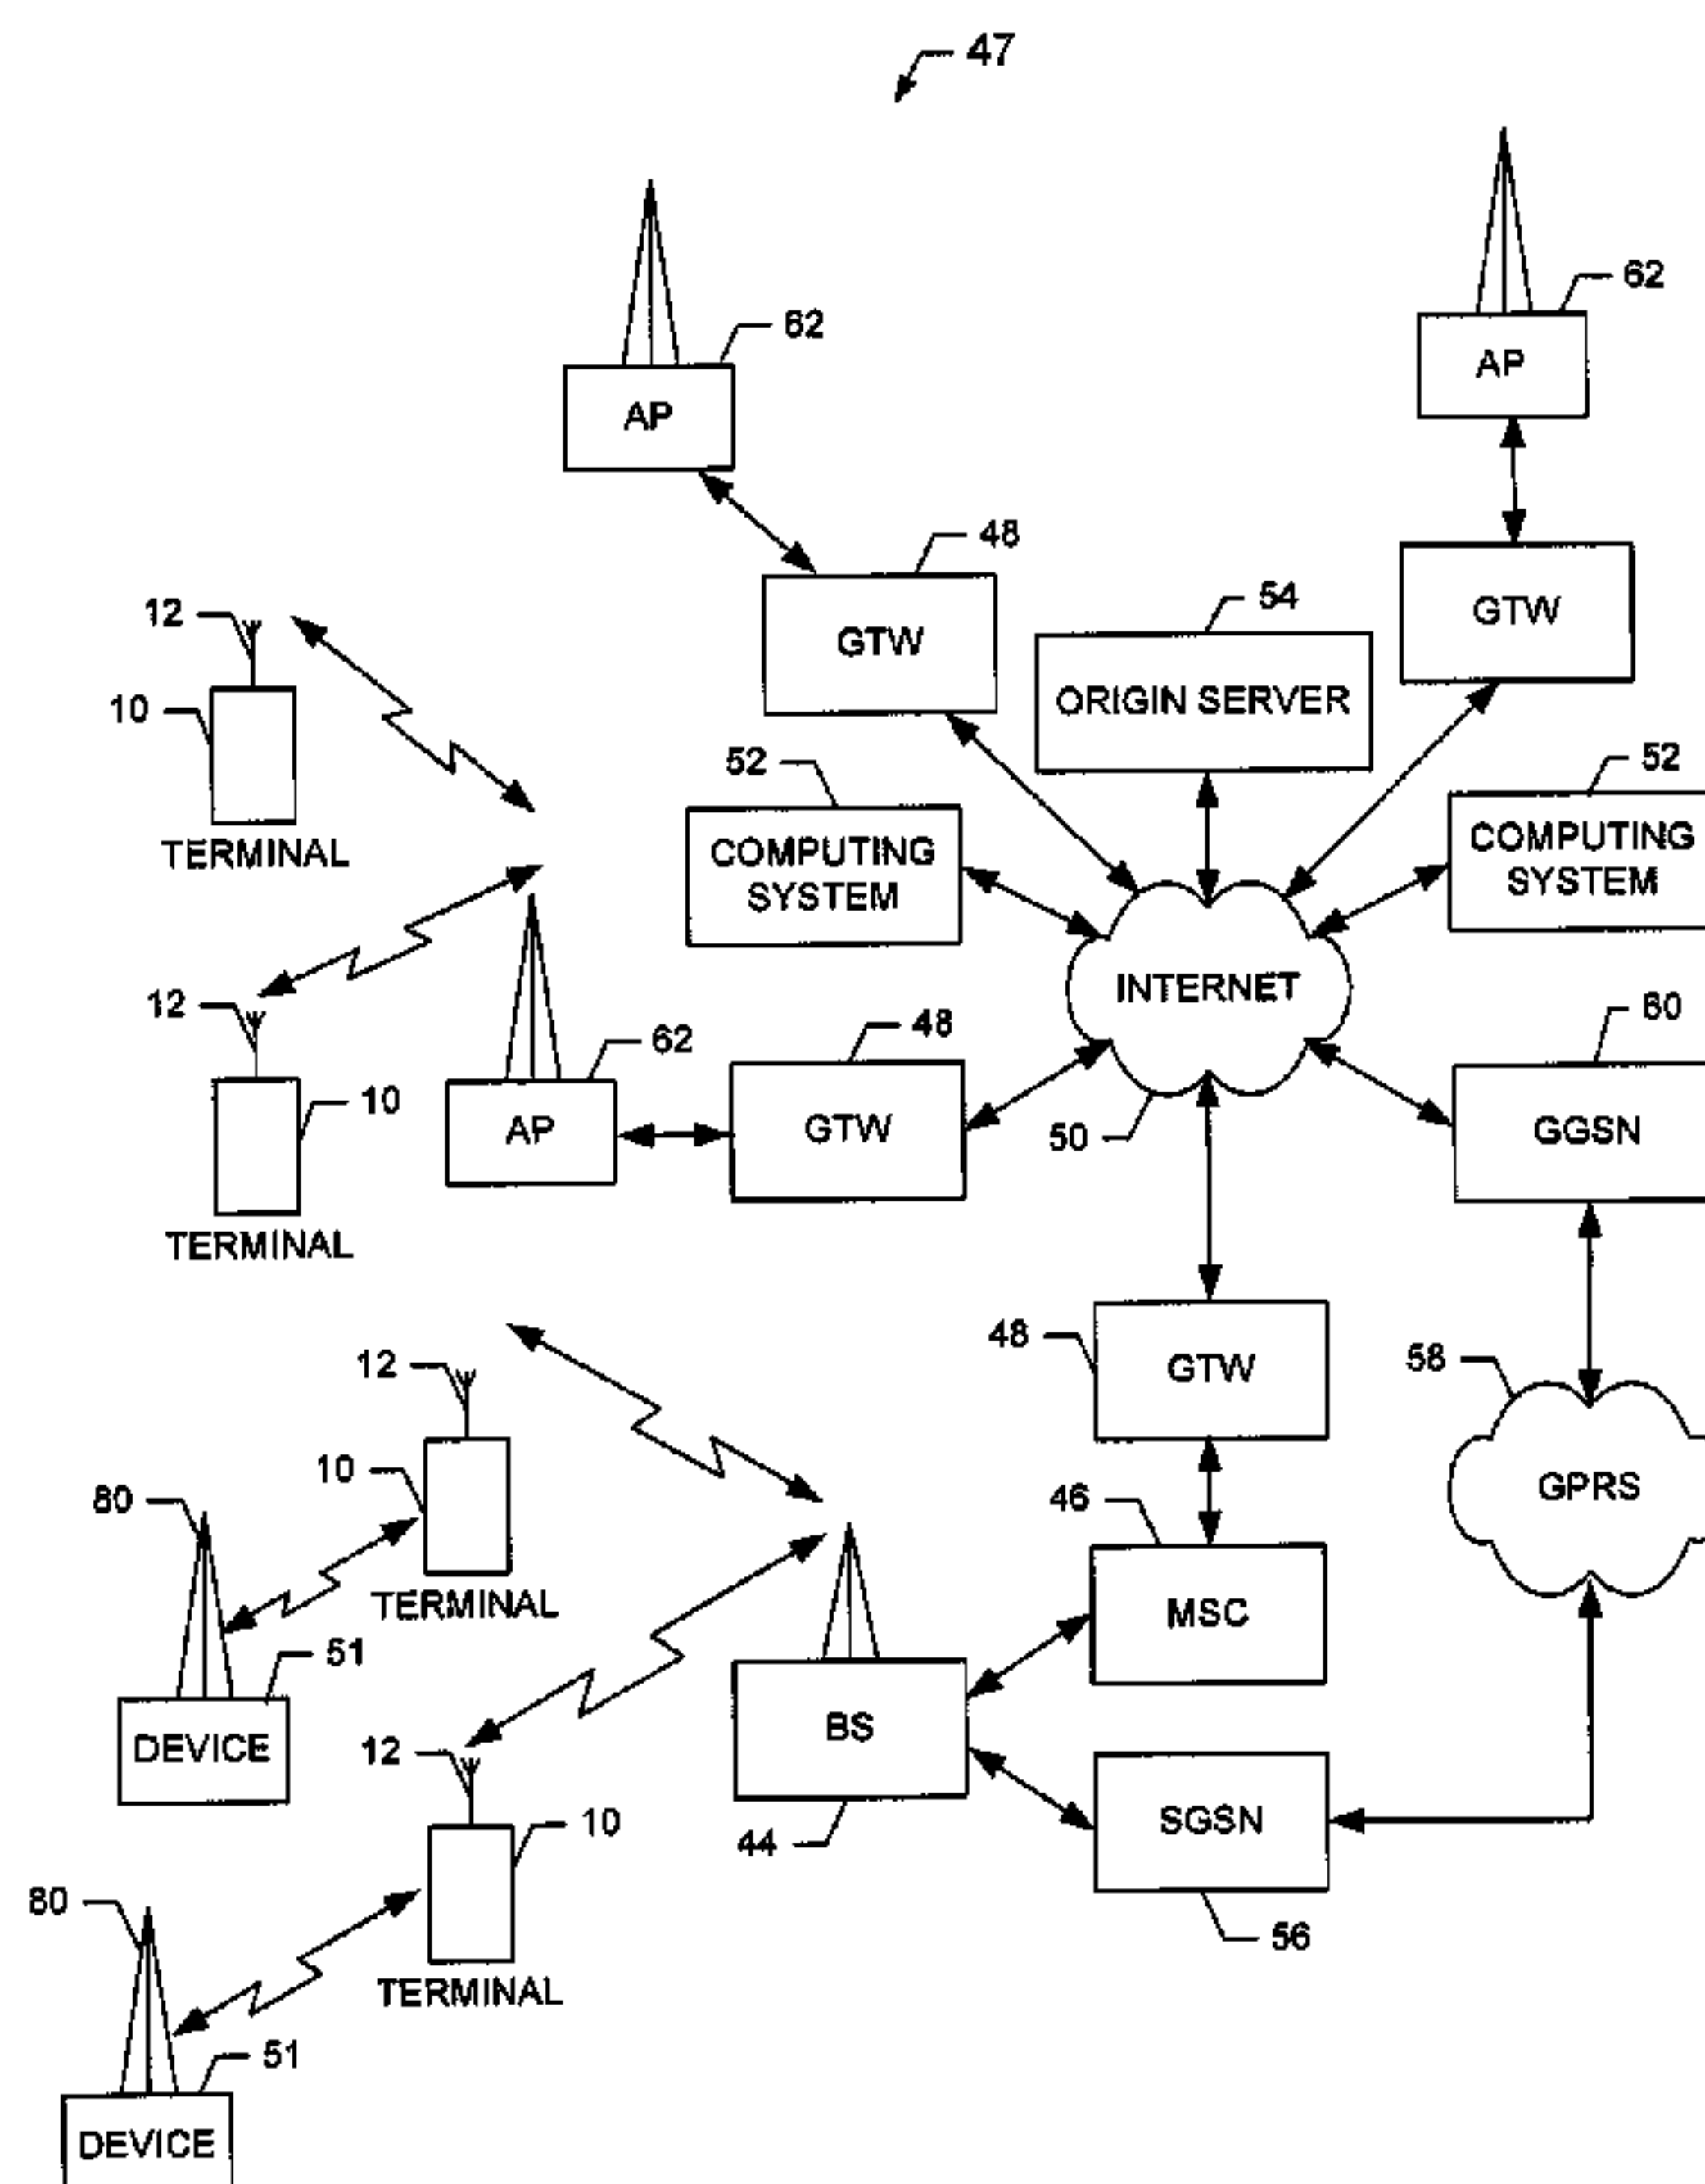 47
62
AP
62
AP
48
GTW
GTW
54
ORIGIN SERVER
12
10
TERMINAL
52
COMPUTING
SYSTEM
52
COMPUTING
SYSTEM
INTERNET
50
12
10
TERMINAL
62
AP
48
GTW
60
GGSN
48
GTW
58
GPRS
12
10
TERMINAL
80
51
DEVICE
46
MSC
BS
44
SGSN
56
12
10
TERMINAL
80
51
DEVICE